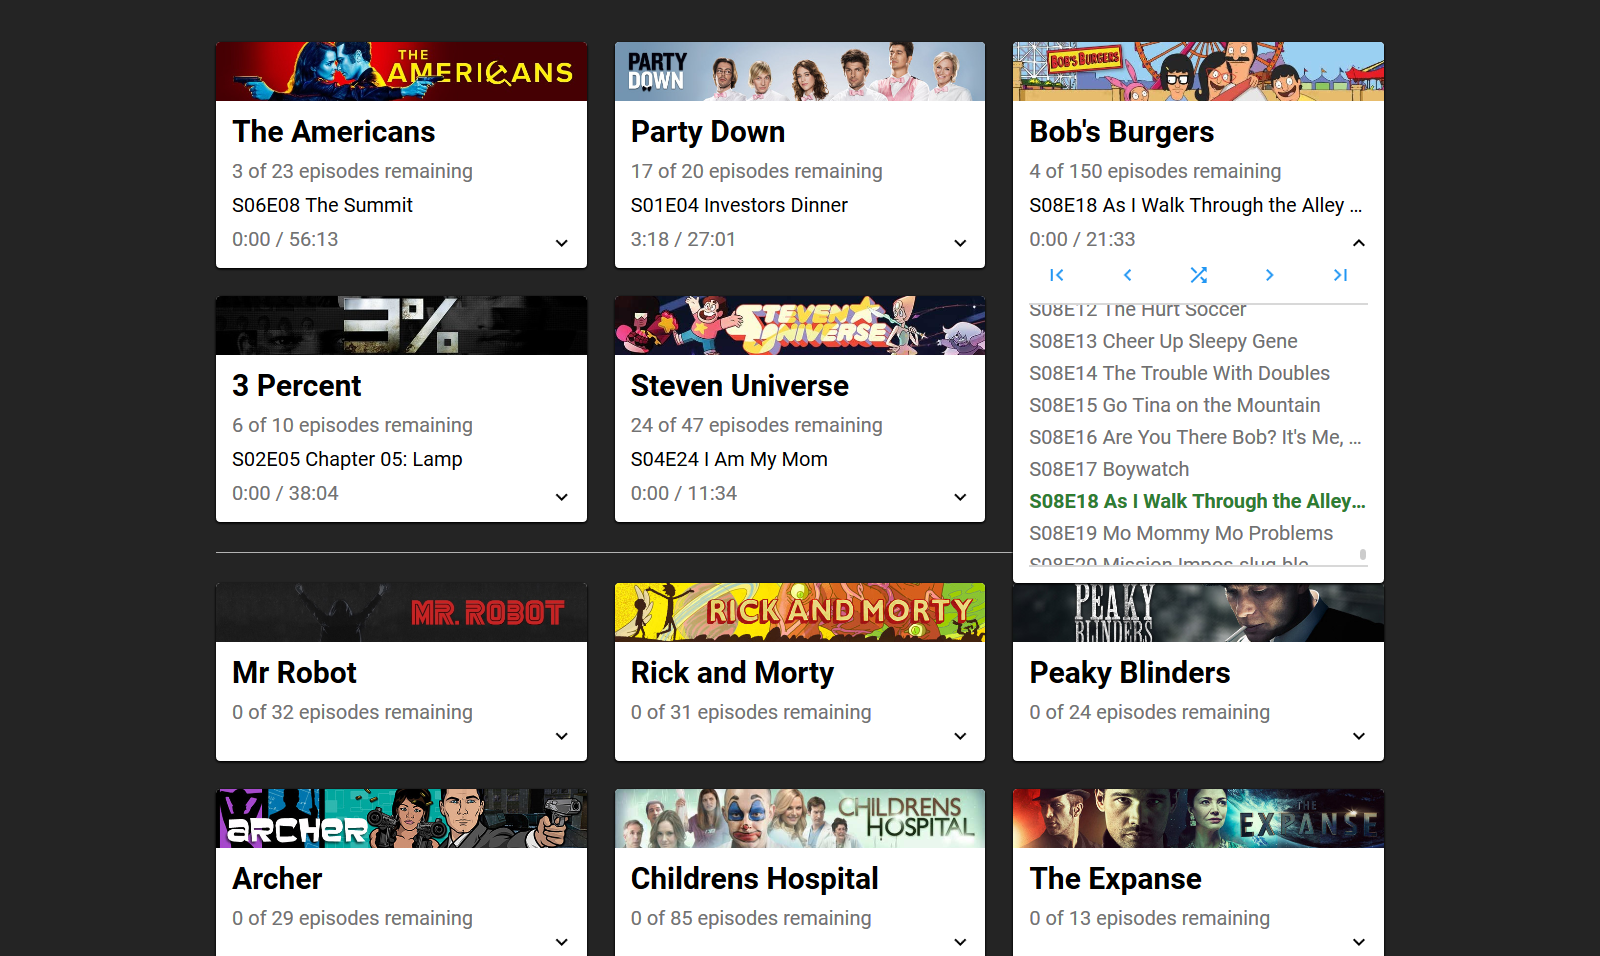 THE
AMERICANS
The Americans
3 of 23 episodes remaining
S06E08 The Summit
0:00 / 56:13
PARTY
DOWN
Party Down
17 of 20 episodes remaining
S01E04 Investors Dinner
3:18 / 27:01
BOB'S BURGERS
Bob's Burgers
4 of 150 episodes remaining
S08E18 As I Walk Through the Alley ...
0:00 / 21:33
S08E12 The Hurt Soccer
S08E13 Cheer Up Sleepy Gene
S08E14 The Trouble With Doubles
S08E15 Go Tina on the Mountain
S08E16 Are You There Bob? It's Me, ...
S08E17 Boywatch
S08E18 As I Walk Through the Alley...
S08E19 Mo Mommy Mo Problems
S08E20 Mission Impos-slug-ble
3%
3 Percent
6 of 10 episodes remaining
S02E05 Chapter 05: Lamp
0:00 / 38:04
STEVEN
UNIVERSE
Steven Universe
24 of 47 episodes remaining
S04E24 I Am My Mom
0:00 / 11:34
MR. ROBOT
Mr Robot
0 of 32 episodes remaining
RICK AND MORTY
Rick and Morty
0 of 31 episodes remaining
PEAKY
BLINDERS
Peaky Blinders
0 of 24 episodes remaining
ARCHER
Archer
0 of 29 episodes remaining
CHILDRENS
HOSPITAL
Childrens Hospital
0 of 85 episodes remaining
THE
EXPANSE
The Expanse
0 of 13 episodes remaining